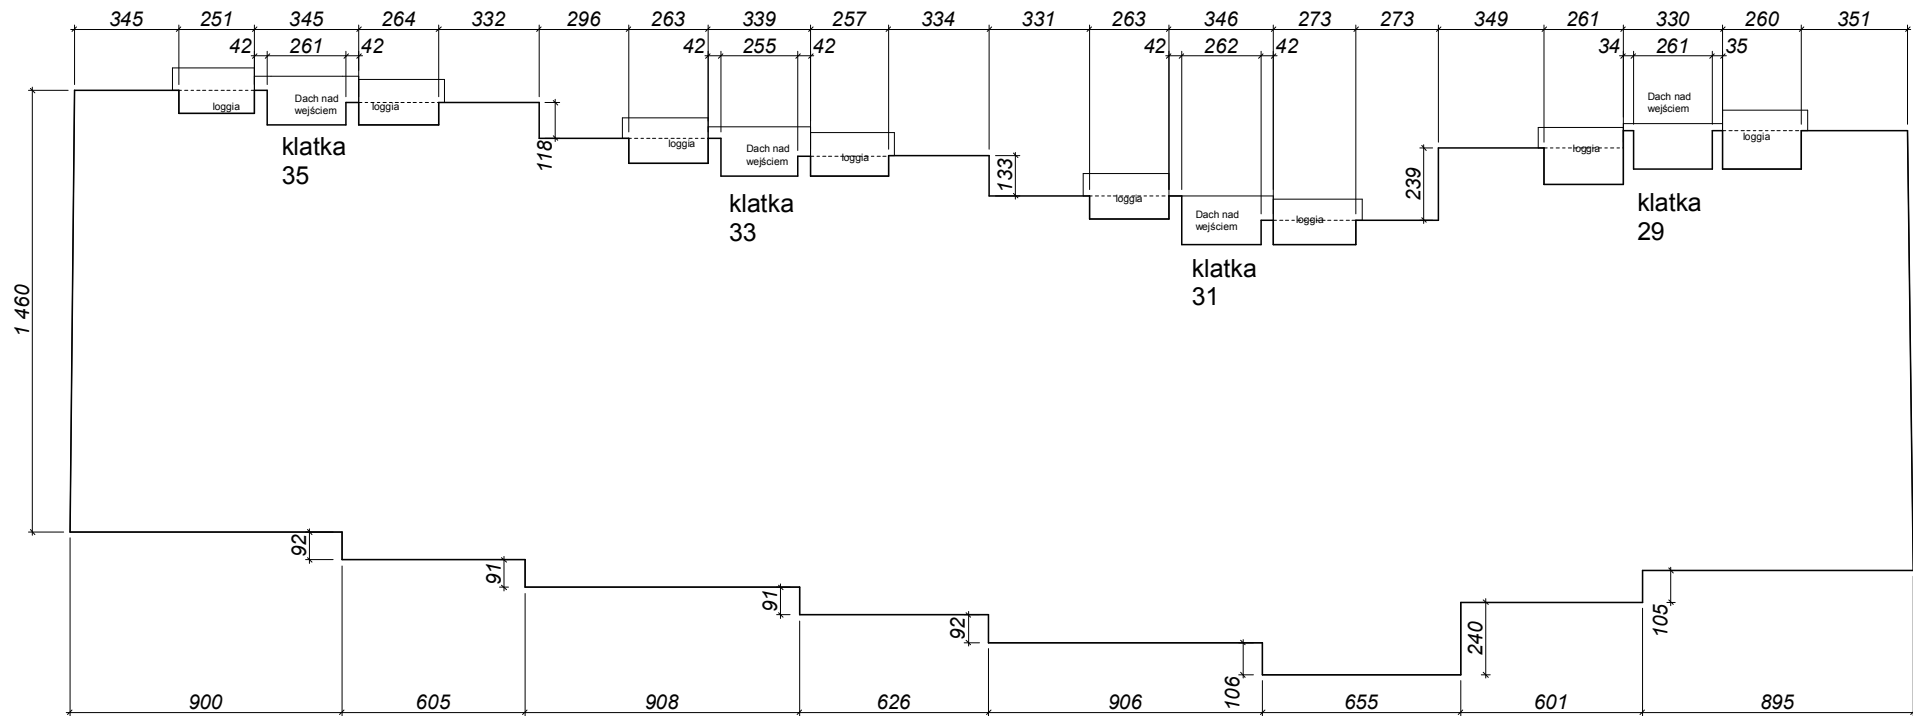 345 251 345 264 332 296 263 339 257 334 331 263 346 273 273 349 261 330 260 351
42 261 42 42 255 42 42 262 42 34 261 35
loggia
Dach nad
wejściem
loggia
klatka
35
118
loggia
Dach nad
wejściem
loggia
klatka
33
133
loggia
Dach nad
wejściem
loggia
klatka
31
239
loggia
Dach nad
wejściem
loggia
klatka
29
1 460
92
91
91
92
106
240
105
900 605 908 626 906 655 601 895